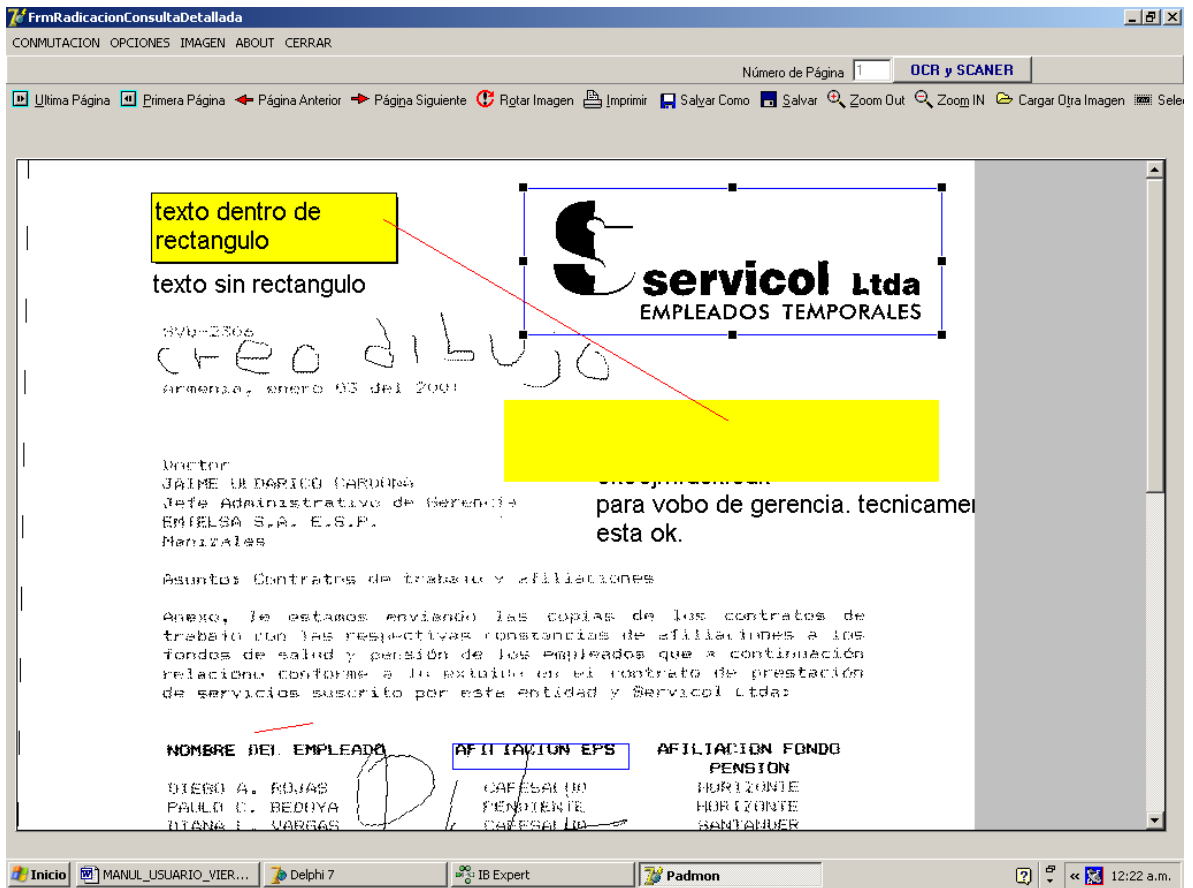 FrmRadicacionConsultaDetallada
CONMUTACION OPCIONES IMAGEN ABOUT CERRAR
Número de Página 1 OCR y SCANER
Ultima Página Primera Página Página Anterior Página Siguiente Rotar Imagen Imprimir Salvar Como Salvar Zoom Out Zoom IN Cargar Otra Imagen Sele
texto dentro de
rectangulo
texto sin rectangulo
servicol Ltda
EMPLEADOS TEMPORALES
creo dibujo
Armenia, enero 03 del 2001
Doctor
JAIME ULDARICO CARDONA
Jefe Administrativo de Gerencia
S.A. E.S.P.
Manizales
para vobo de gerencia. tecnicamen
esta ok.
Asunto: Contratos de trabajo y afiliaciones
Anexo, le estamos enviando las copias de los contratos de
trabajo con las respectivas constancias de afiliaciones a los
fondos de salud y pensión de los empleados que a continuación
relaciono conforme a lo exigido en el contrato de prestación
de servicios suscrito por esta entidad y Servicol Ltda:
NOMBRE DEL EMPLEADO AFILIACION EPS AFILIACION FONDO
PENSION
DIEGO A. ROJAS CAFESALUD HORIZONTE
PAULO C. BEDOYA PENDIENTE HORIZONTE
DIANA L. VARGAS CAFESALUD SANTANDER
Inicio MANUL_USUARIO_VIER... Delphi 7 IB Expert Padmon 12:22 a.m.